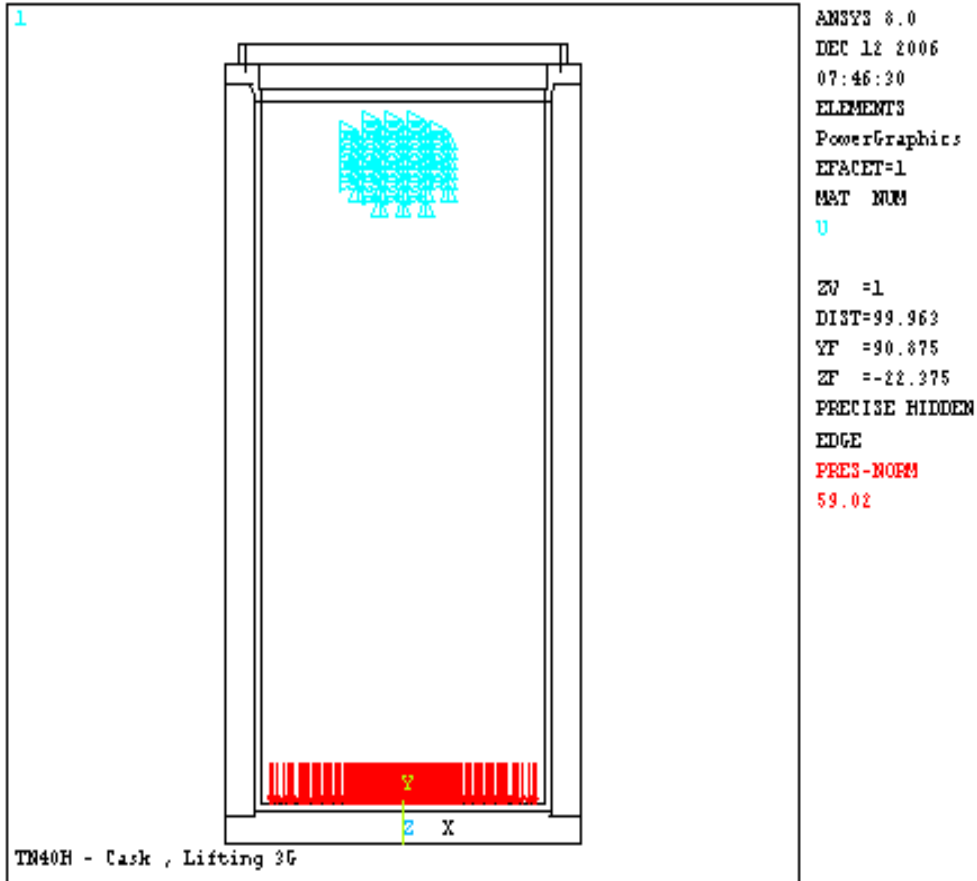 1
ANSYS 8.0
DEC 12 2006
07:46:30
ELEMENTS
PowerGraphics
EFACET=1
MAT NUM
U
ZV =1
DIST=99.963
YF =90.875
ZF =-22.375
PRECISE HIDDEN
EDGE
PRES-NORM
59.02
Y
Z X
TN40H - Cask , Lifting 3G